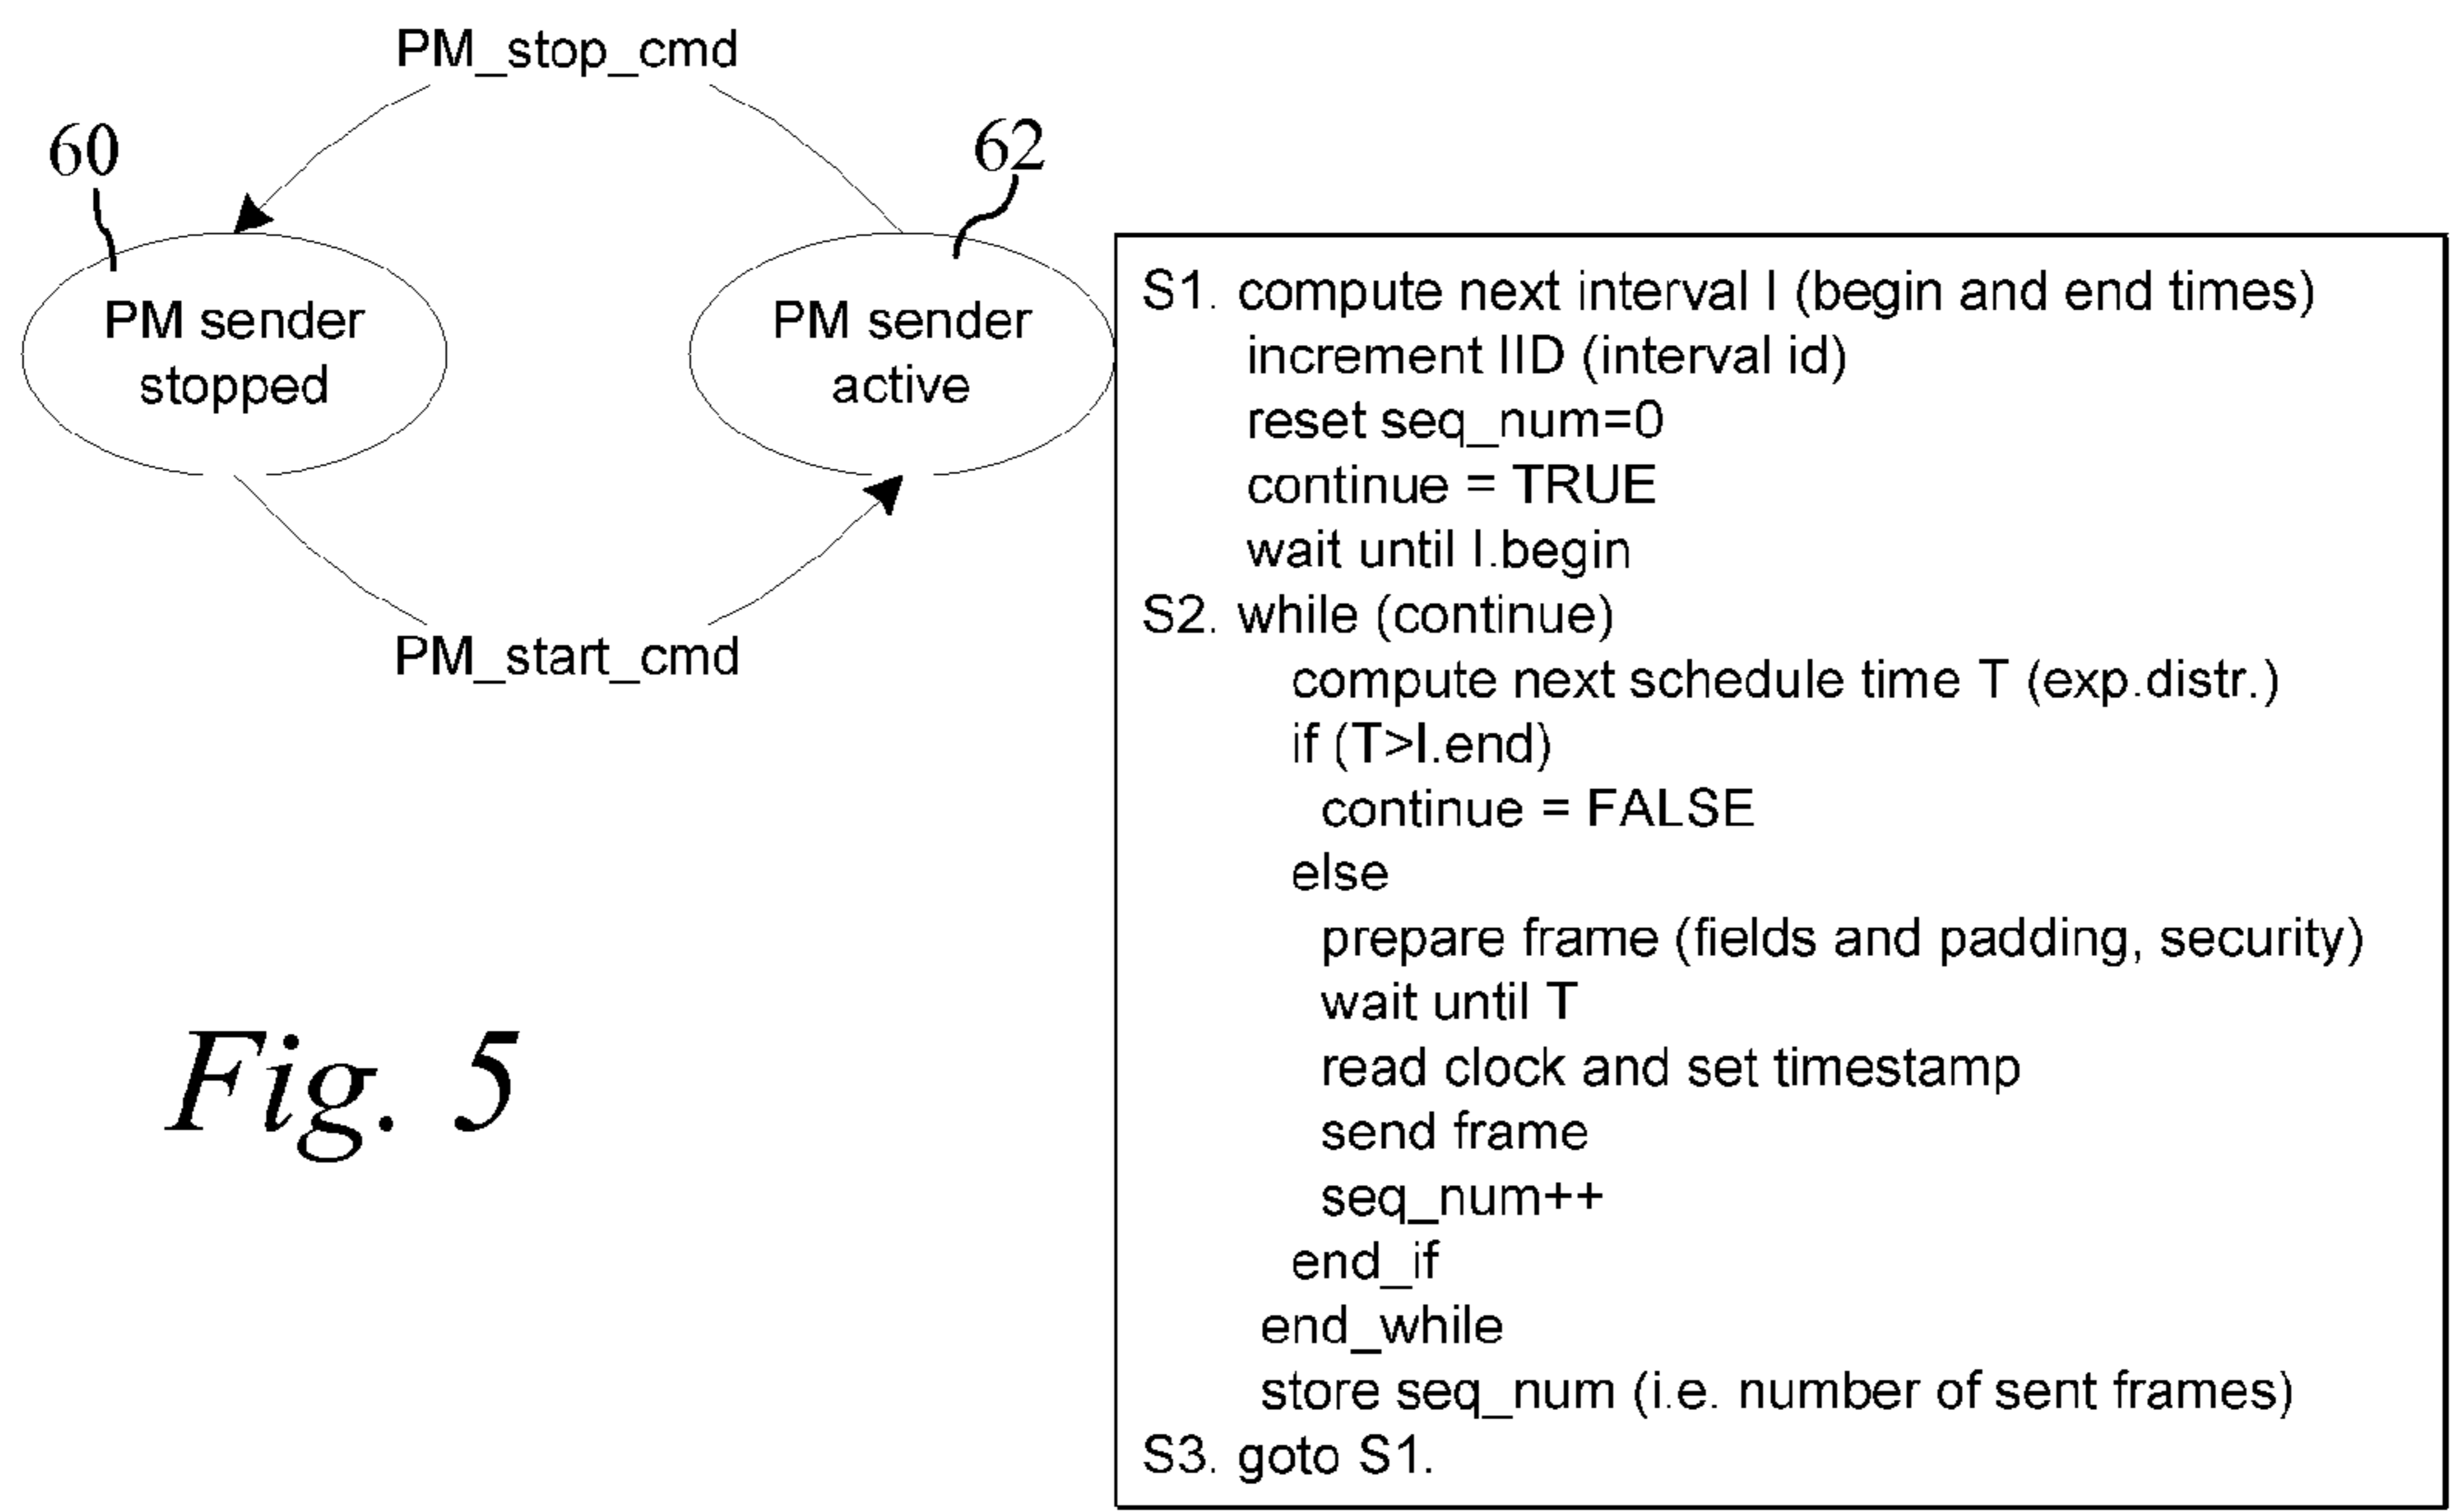 PM_stop_cmd
60
62
PM sender
stopped
PM sender
active
PM_start_cmd
S1. compute next interval I (begin and end times)
increment IID (interval id)
reset seq_num=0
continue = TRUE
wait until I.begin
S2. while (continue)
compute next schedule time T (exp.distr.)
if (T>I.end)
continue = FALSE
else
prepare frame (fields and padding, security)
wait until T
read clock and set timestamp
send frame
seq_num++
end_if
end_while
store seq_num (i.e. number of sent frames)
S3. goto S1.
Fig. 5